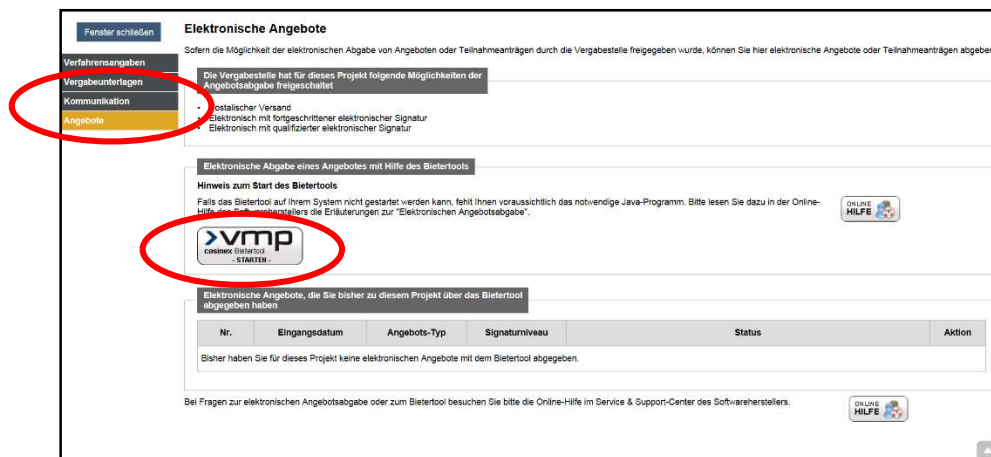 Fenster schließen
Verfahrensangaben
Vergabeunterlagen
Kommunikation
Angebote
Elektronische Angebote
Sofern die Möglichkeit der elektronischen Abgabe von Angeboten oder Teilnahmeanträgen durch die Vergabestelle freigegeben wurde, können Sie hier elektronische Angebote oder Teilnahmeanträgen abgeben
Die Vergabestelle hat für dieses Projekt folgende Möglichkeiten der
Angebotsabgabe freigeschaltet
Postalischer Versand
Elektronisch mit fortgeschrittener elektronischer Signatur
Elektronisch mit qualifizierter elektronischer Signatur
Elektronische Abgabe eines Angebotes mit Hilfe des Bietertools
Hinweis zum Start des Bietertools
Falls das Bietertool auf Ihrem System nicht gestartet werden kann, fehlt Ihnen voraussichtlich das notwendige Java-Programm. Bitte lesen Sie dazu in der Online-
Hilfe des Softwareherstellers die Erläuterungen zur "Elektronischen Angebotsabgabe".
ONLINE
HILFE
vmp
cosinex Bietertool
- STARTEN -
Elektronische Angebote, die Sie bisher zu diesem Projekt über das Bietertool
abgegeben haben
Nr. Eingangsdatum Angebots-Typ Signaturniveau Status Aktion
Bisher haben Sie für dieses Projekt keine elektronischen Angebote mit dem Bietertool abgegeben.
Bei Fragen zur elektronischen Angebotsabgabe oder zum Bietertool besuchen Sie bitte die Online-Hilfe im Service & Support-Center des Softwareherstellers.
ONLINE
HILFE